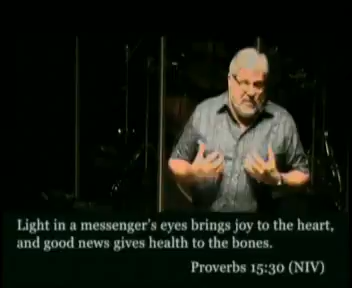 Light in a messenger's eyes brings joy to the heart,
and good news gives health to the bones.
Proverbs 15:30 (NIV)